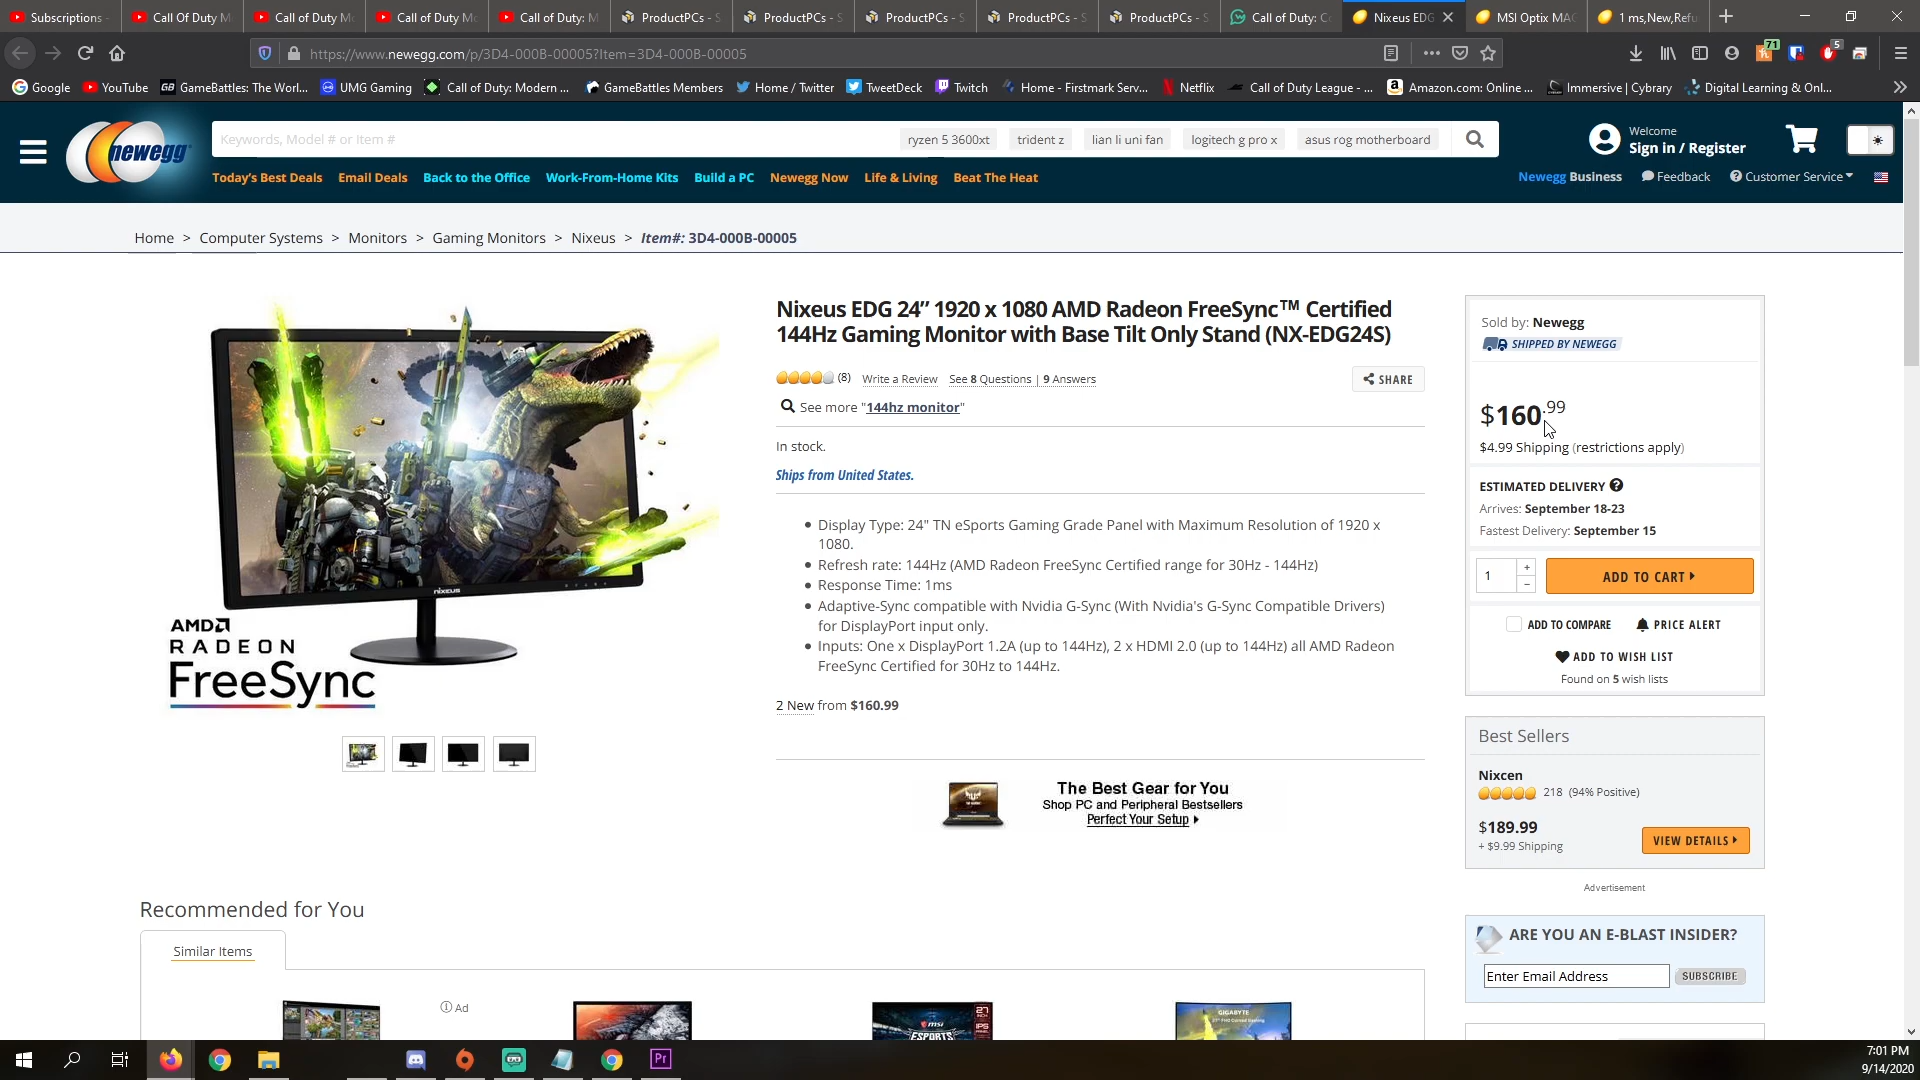 Subscriptions -
Call Of Duty M
Call of Duty Mo
Call of Duty Mo
Call of Duty: M
ProductPCs - S
ProductPCs - S
ProductPCs - S
ProductPCs - S
ProductPCs - S
Call of Duty: Co
Nixeus EDG
MSI Optix MAG
1 ms,New,Refu
https://www.newegg.com/p/3D4-000B-00005?Item=3D4-000B-00005
71
5
Google
YouTube
GameBattles: The Worl...
UMG Gaming
Call of Duty: Modern ...
GameBattles Members
Home / Twitter
TweetDeck
Twitch
Home - Firstmark Serv...
Netflix
Call of Duty League - ...
Amazon.com: Online ...
Immersive | Cybrary
Digital Learning & Onl...
newegg
Keywords, Model # or Item #
ryzen 5 3600xt
trident z
lian li uni fan
logitech g pro x
asus rog motherboard
Welcome
Sign in / Register
Today's Best Deals
Email Deals
Back to the Office
Work-From-Home Kits
Build a PC
Newegg Now
Life & Living
Beat The Heat
Newegg Business
Feedback
Customer Service
Home > Computer Systems > Monitors > Gaming Monitors > Nixeus > Item#: 3D4-000B-00005
Nixeus EDG 24” 1920 x 1080 AMD Radeon FreeSync™ Certified
144Hz Gaming Monitor with Base Tilt Only Stand (NX-EDG24S)
(8)
Write a Review
See 8 Questions | 9 Answers
SHARE
See more "144hz monitor"
In stock.
Ships from United States.
Display Type: 24" TN eSports Gaming Grade Panel with Maximum Resolution of 1920 x
1080.
Refresh rate: 144Hz (AMD Radeon FreeSync Certified range for 30Hz - 144Hz)
Response Time: 1ms
Adaptive-Sync compatible with Nvidia G-Sync (With Nvidia's G-Sync Compatible Drivers)
for DisplayPort input only.
Inputs: One x DisplayPort 1.2A (up to 144Hz), 2 x HDMI 2.0 (up to 144Hz) all AMD Radeon
FreeSync Certified for 30Hz to 144Hz.
2 New from $160.99
NIXEUS
AMD
RADEON
FreeSync
Sold by: Newegg
SHIPPED BY NEWEGG
$160.99
$4.99 Shipping (restrictions apply)
ESTIMATED DELIVERY
Arrives: September 18-23
Fastest Delivery: September 15
1
+
−
ADD TO CART
ADD TO COMPARE
PRICE ALERT
ADD TO WISH LIST
Found on 5 wish lists
The Best Gear for You
Shop PC and Peripheral Bestsellers
Perfect Your Setup
Best Sellers
Nixcen
218 (94% Positive)
$189.99
+ $9.99 Shipping
VIEW DETAILS
Advertisement
ARE YOU AN E-BLAST INSIDER?
Enter Email Address
SUBSCRIBE
Recommended for You
Similar Items
Ad
msi
ESPORTS
27
IPS
GIGABYTE
Pr
7:01 PM
9/14/2020